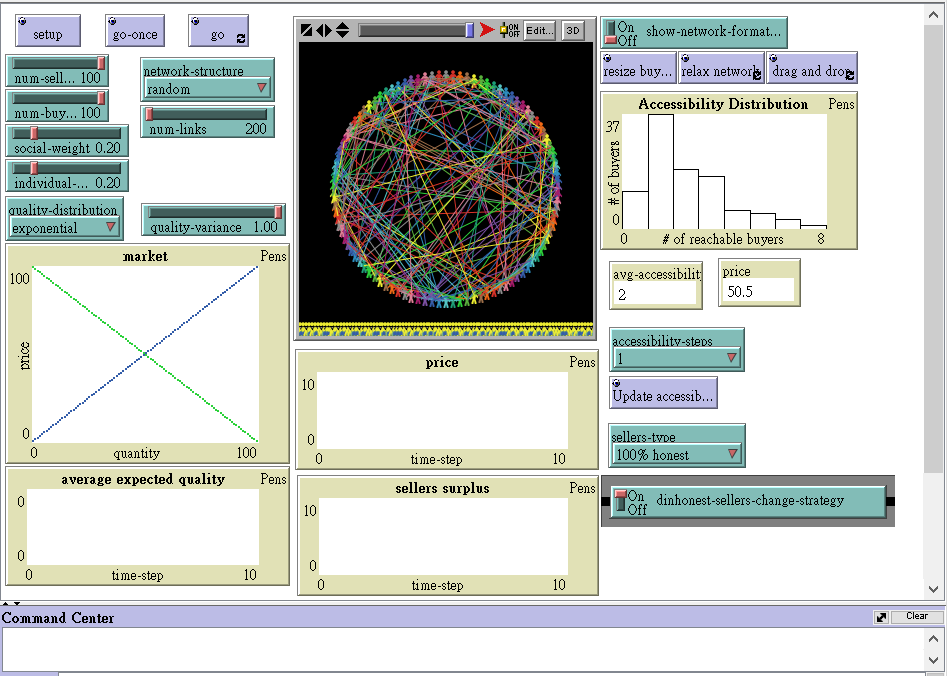 setup
go-once
go
num-sell... 100
num-buy... 100
social-weight 0.20
individual-... 0.20
network-structure
random
num-links 200
quality-distribution
exponential
quality-variance 1.00
market
Pens
100
price
0
0 quantity 100
average expected quality
Pens
0
0
0 time-step 10
ON
OFF
Edit...
3D
price
Pens
10
0
0 time-step 10
sellers surplus
Pens
10
0
0 time-step 10
On
Off
show-network-format...
resize buy...
relax network
drag and drop
Accessibility Distribution
Pens
37
# of buyers
0
0 # of reachable buyers 8
avg-accessibilit
2
price
50.5
accessibility-steps
1
Update accessib...
sellers-type
100% honest
On
Off
dinhonest-sellers-change-strategy
Command Center
Clear